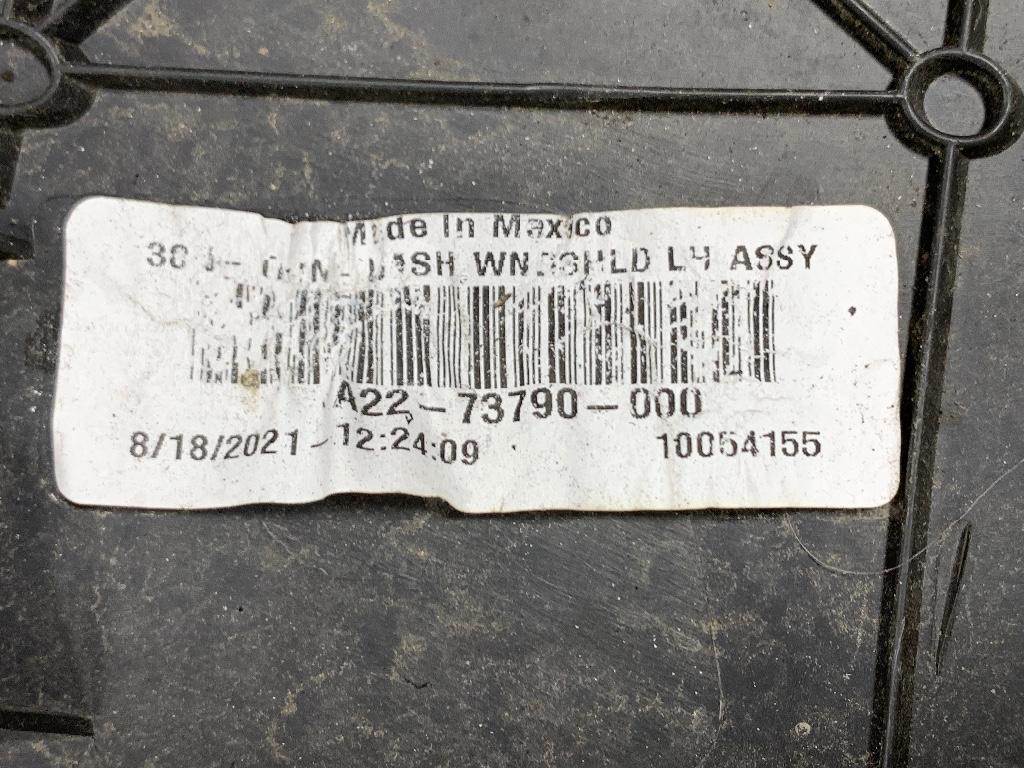 Made In Mexico
DASH WNDSHLD LH ASSY
A22-73790-000
8/18/2021-12:24:09 10054155